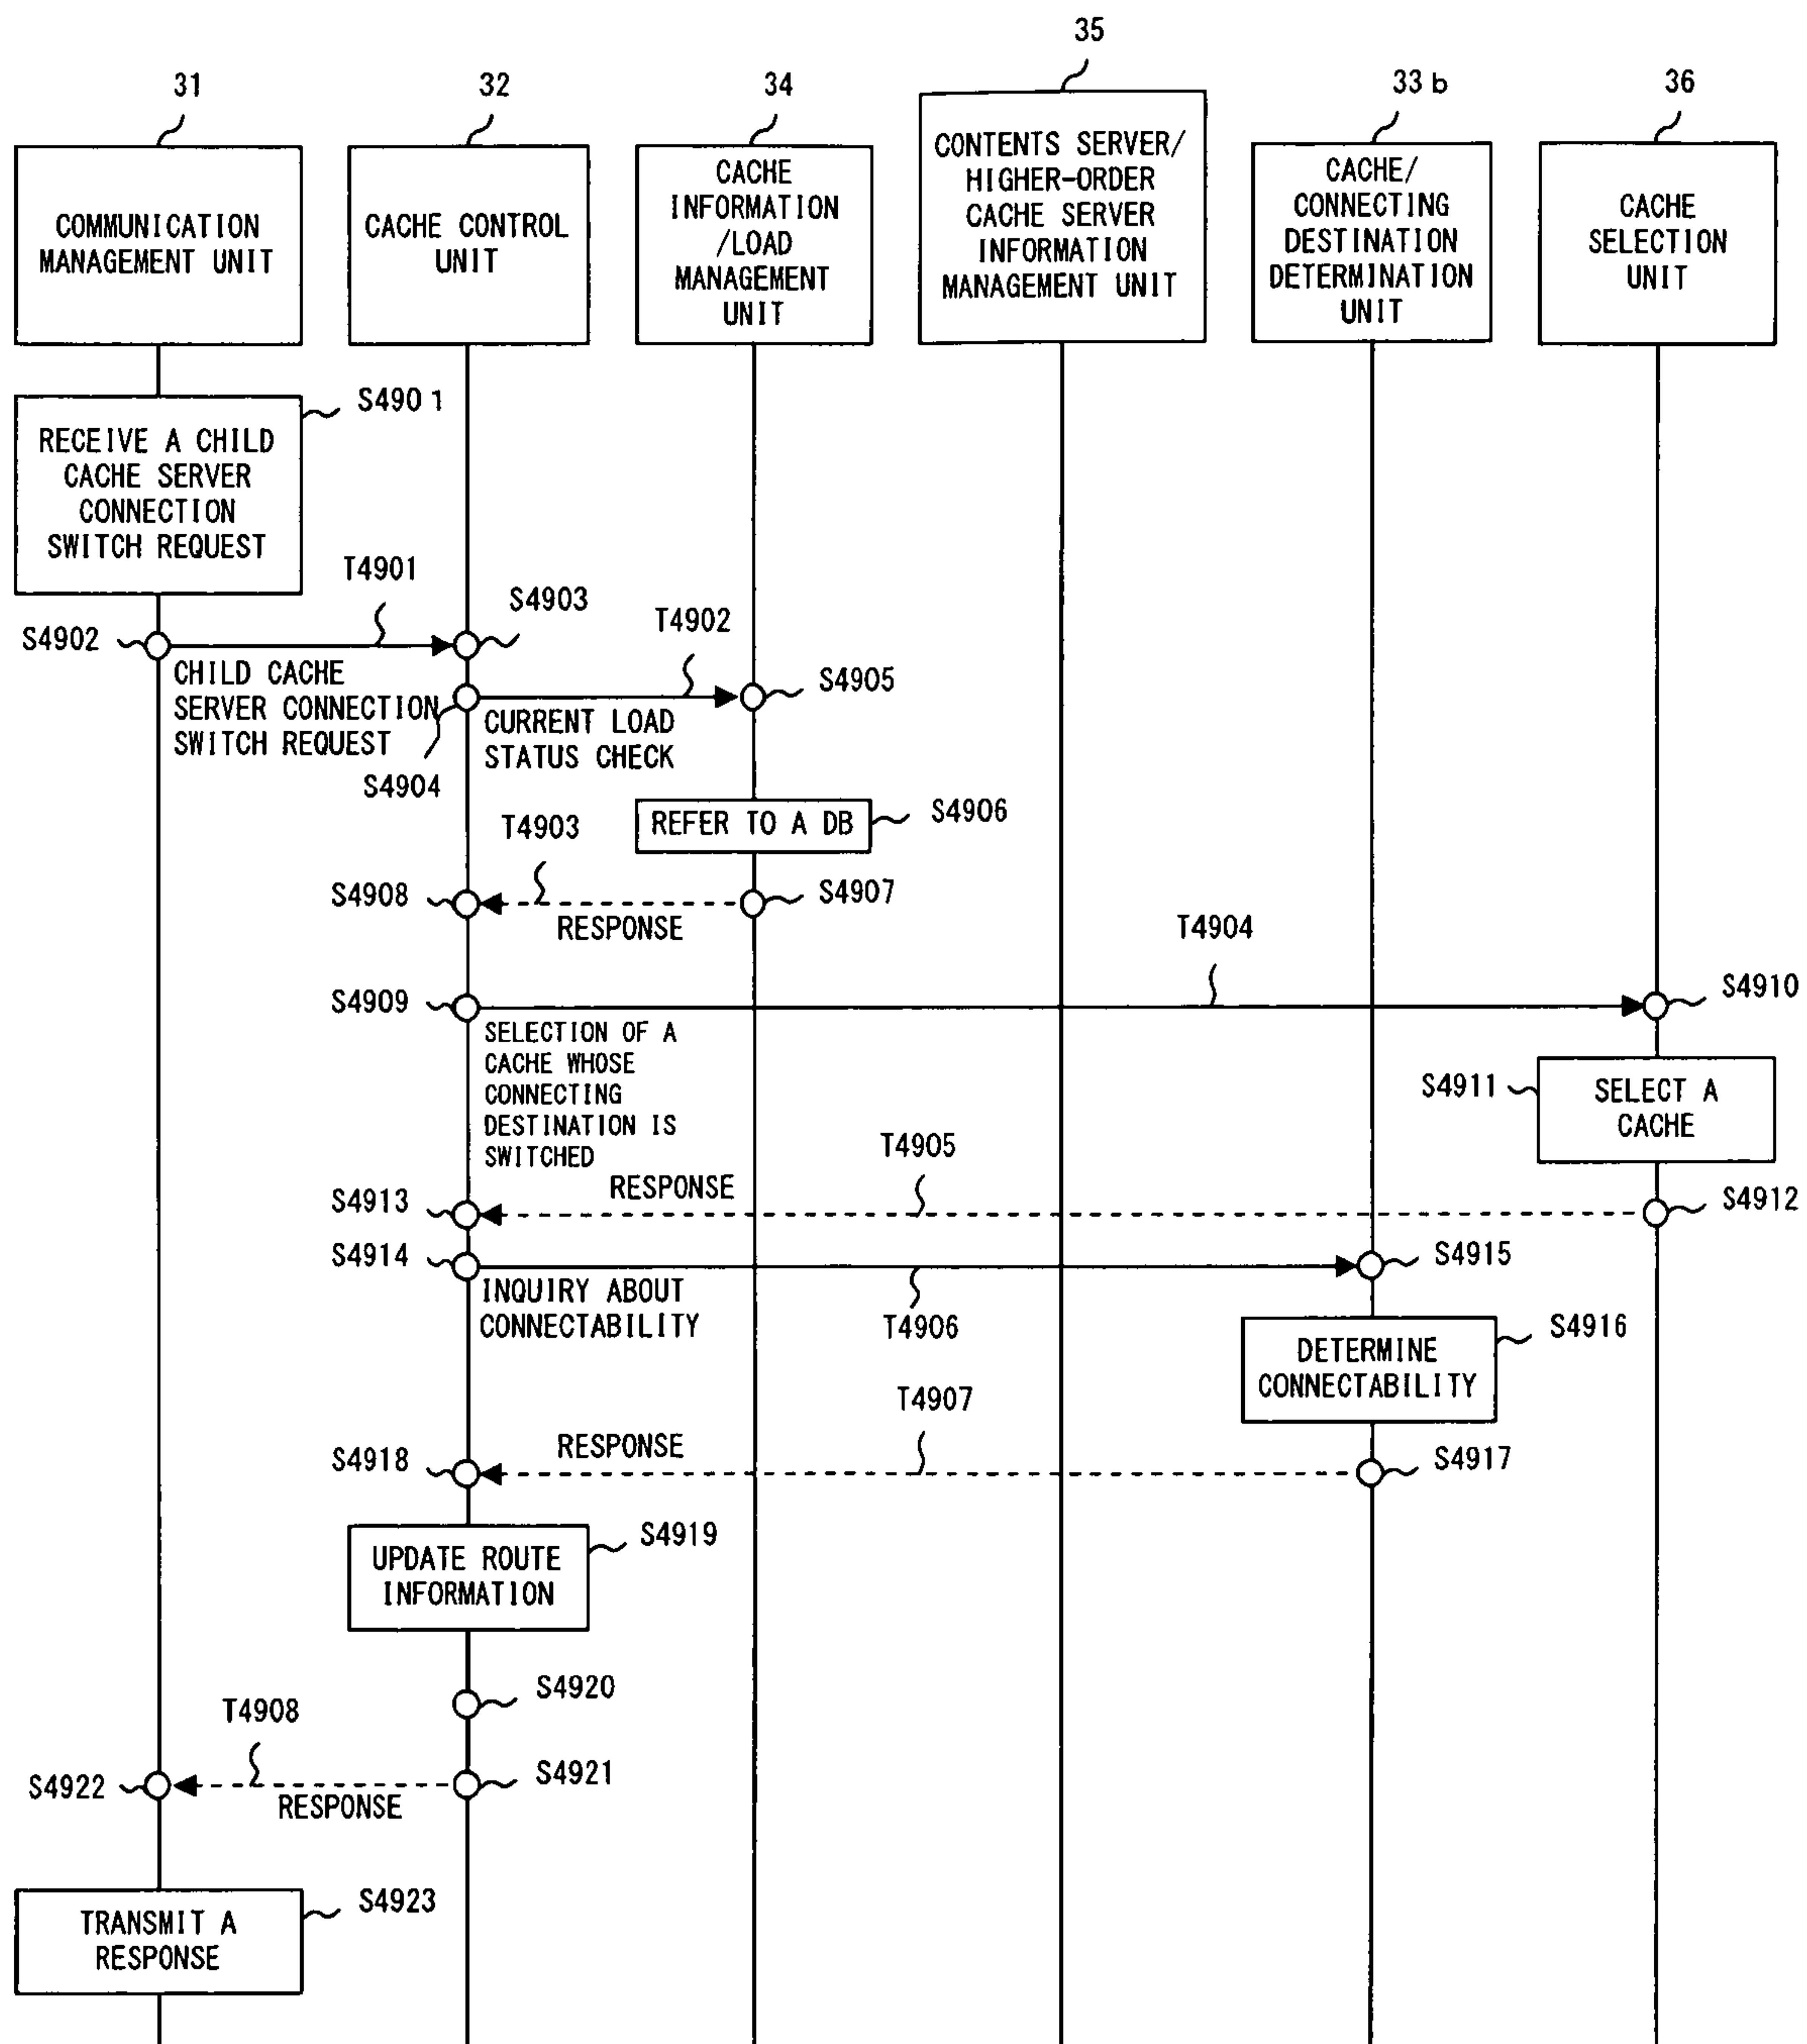 35
31
32
34
33b
36
COMMUNICATION
MANAGEMENT UNIT
CACHE CONTROL
UNIT
CACHE
INFORMATION
/LOAD
MANAGEMENT
UNIT
CONTENTS SERVER/
HIGHER-ORDER
CACHE SERVER
INFORMATION
MANAGEMENT UNIT
CACHE/
CONNECTING
DESTINATION
DETERMINATION
UNIT
CACHE
SELECTION
UNIT
S4901
RECEIVE A CHILD
CACHE SERVER
CONNECTION
SWITCH REQUEST
T4901
S4903
T4902
S4902
CHILD CACHE
SERVER CONNECTION
SWITCH REQUEST
S4905
CURRENT LOAD
STATUS CHECK
S4904
REFER TO A DB
S4906
T4903
S4908
S4907
RESPONSE
T4904
S4909
S4910
SELECTION OF A
CACHE WHOSE
CONNECTING
DESTINATION IS
SWITCHED
S4911
SELECT A
CACHE
T4905
RESPONSE
S4913
S4912
S4914
S4915
INQUIRY ABOUT
CONNECTABILITY
T4906
S4916
DETERMINE
CONNECTABILITY
T4907
RESPONSE
S4918
S4917
S4919
UPDATE ROUTE
INFORMATION
S4920
T4908
S4922
S4921
RESPONSE
S4923
TRANSMIT A
RESPONSE